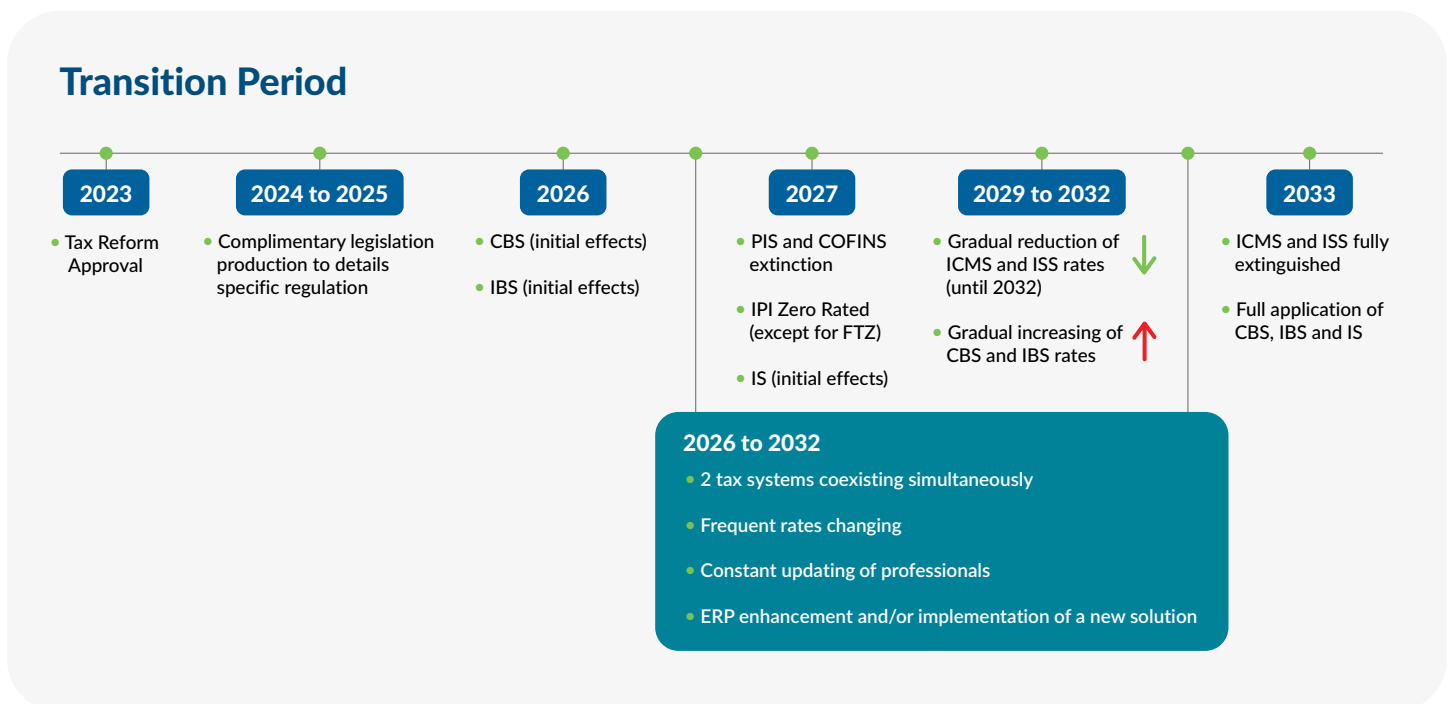 Transition Period
2023
• Tax Reform
Approval
2024 to 2025
• Complimentary legislation
production to details
specific regulation
2026
• CBS (initial effects)
• IBS (initial effects)
2027
• PIS and COFINS
extinction
• IPI Zero Rated
(except for FTZ)
• IS (initial effects)
2029 to 2032
• Gradual reduction of
ICMS and ISS rates
(until 2032)
• Gradual increasing of
CBS and IBS rates
2033
• ICMS and ISS fully
extinguished
• Full application of
CBS, IBS and IS
2026 to 2032
• 2 tax systems coexisting simultaneously
• Frequent rates changing
• Constant updating of professionals
• ERP enhancement and/or implementation of a new solution